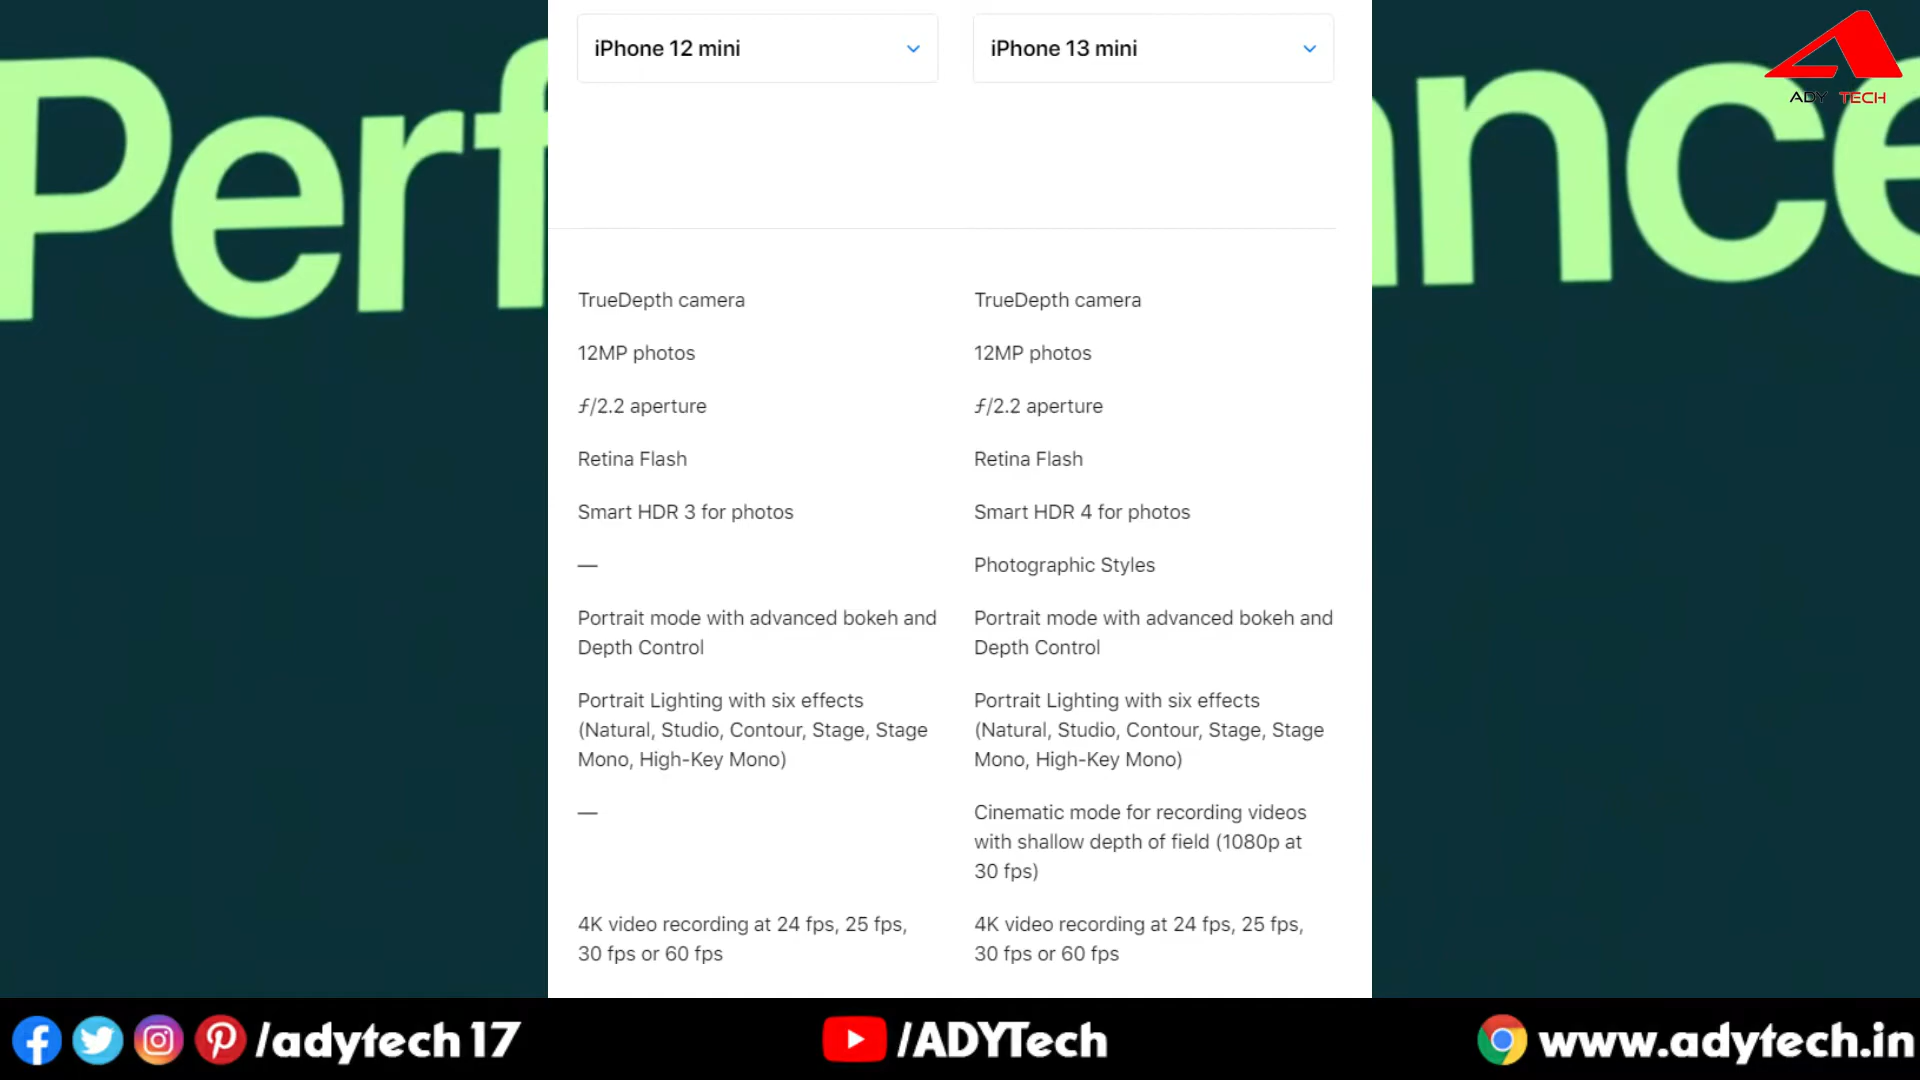 Perf
ance
ADY TECH
iPhone 12 mini
iPhone 13 mini
TrueDepth camera
TrueDepth camera
12MP photos
12MP photos
ƒ/2.2 aperture
ƒ/2.2 aperture
Retina Flash
Retina Flash
Smart HDR 3 for photos
Smart HDR 4 for photos
—
Photographic Styles
Portrait mode with advanced bokeh and
Depth Control
Portrait mode with advanced bokeh and
Depth Control
Portrait Lighting with six effects
(Natural, Studio, Contour, Stage, Stage
Mono, High-Key Mono)
Portrait Lighting with six effects
(Natural, Studio, Contour, Stage, Stage
Mono, High-Key Mono)
—
Cinematic mode for recording videos
with shallow depth of field (1080p at
30 fps)
4K video recording at 24 fps, 25 fps,
30 fps or 60 fps
4K video recording at 24 fps, 25 fps,
30 fps or 60 fps
/adytech17
/ADYTech
www.adytech.in